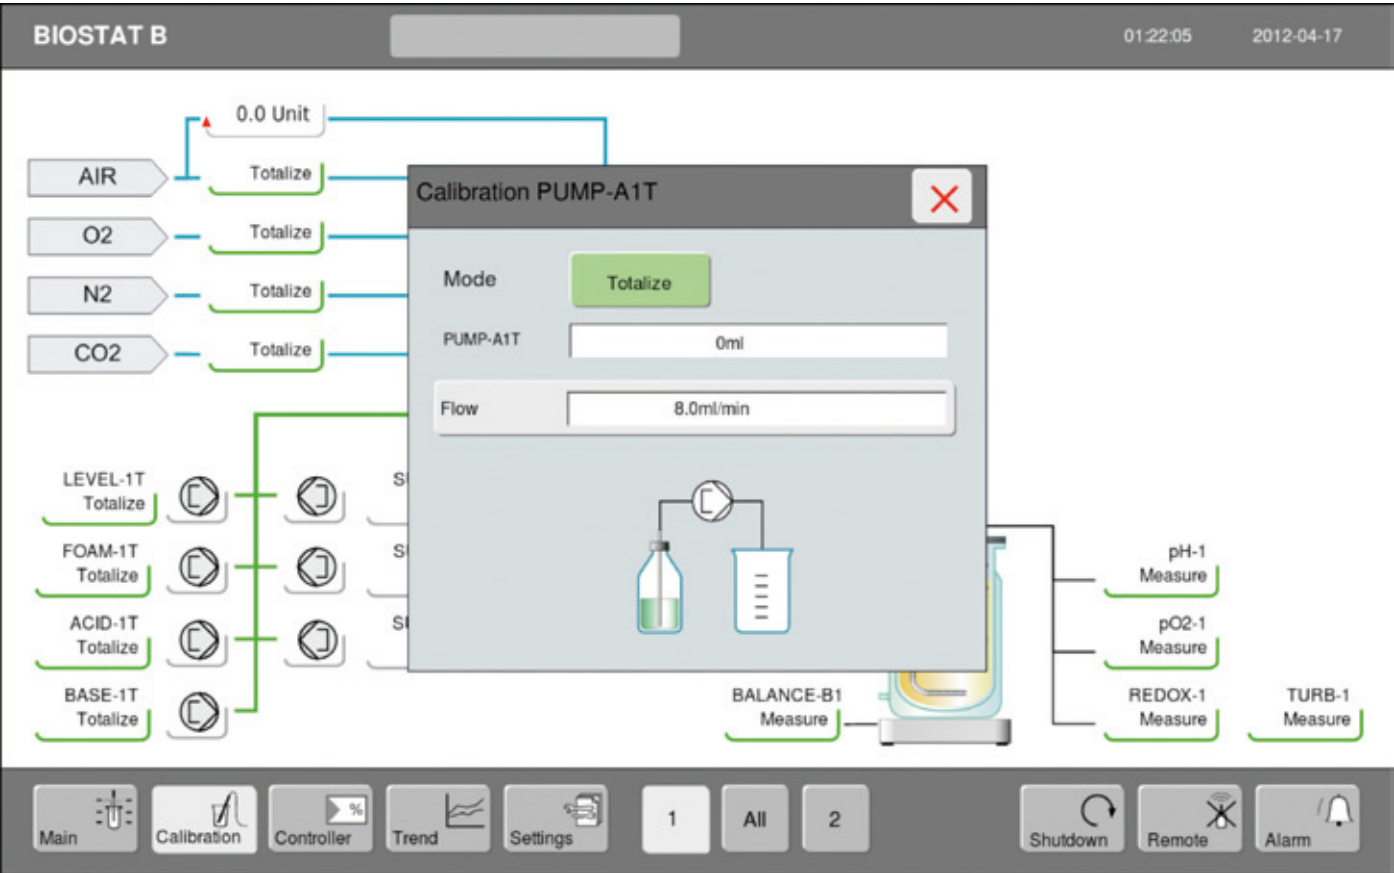 BIOSTAT B
01:22:05 2012-04-17
0.0 Unit
AIR Totalize
O2 Totalize
N2 Totalize
CO2 Totalize
Calibration PUMP-A1T
Mode Totalize
PUMP-A1T 0ml
Flow 8.0ml/min
LEVEL-1T
Totalize
FOAM-1T
Totalize
ACID-1T
Totalize
BASE-1T
Totalize
pH-1
Measure
pO2-1
Measure
BALANCE-B1
Measure
REDOX-1
Measure
TURB-1
Measure
Main
Calibration
%
Controller
Trend
Settings
1
All
2
Shutdown
Remote
Alarm